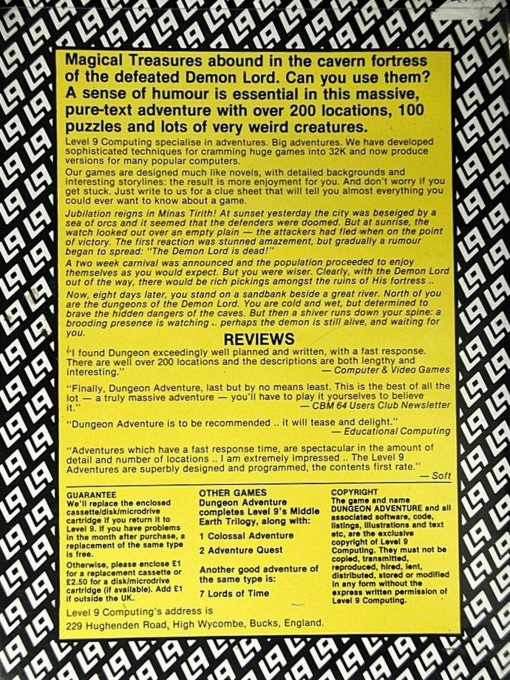 Magical Treasures abound in the cavern fortress
of the defeated Demon Lord. Can you use them?
A sense of humour is essential in this massive,
pure-text adventure with over 200 locations, 100
puzzles and lots of very weird creatures.
Level 9 Computing specialise in adventures. Big adventures. We have developed
sophisticated techniques for cramming huge games into 32K and now produce
versions for many popular computers.
Our games are designed much like novels, with detailed backgrounds and
interesting storylines: the result is more enjoyment for you. And don't worry if you
get stuck. Just write to us for a clue sheet that will tell you almost everything you
could ever want to know about a game.
Jubilation reigns in Minas Tirith! At sunset yesterday the city was beseiged by a
sea of orcs and it seemed that the defenders were doomed. But at sunrise, the
watch looked out over an empty plain — the attackers had fled when on the point
of victory. The first reaction was stunned amazement, but gradually a rumour
began to spread: "The Demon Lord is dead!"
A two week carnival was announced and the population proceeded to enjoy
themselves as you would expect. But you were wiser. Clearly, with the Demon Lord
out of the way, there would be rich pickings amongst the ruins of His fortress ..
Now, eight days later, you stand on a sandbank beside a great river. North of you
are the dungeons of the Demon Lord. You are cold and wet, but determined to
brave the hidden dangers of the caves. But then a shiver runs down your spine: a
brooding presence is watching .. perhaps the demon is still alive, and waiting for
you.
REVIEWS
"I found Dungeon exceedingly well planned and written, with a fast response.
There are well over 200 locations and the descriptions are both lengthy and
interesting." — Computer & Video Games
"Finally, Dungeon Adventure, last but by no means least. This is the best of all the
lot — a truly massive adventure — you'll have to play it yourselves to believe
it." — CBM 64 Users Club Newsletter
"Dungeon Adventure is to be recommended .. it will tease and delight."
— Educational Computing
"Adventures which have a fast response time, are spectacular in the amount of
detail and number of locations .. I am extremely impressed .. The Level 9
Adventures are superbly designed and programmed, the contents first rate."
— Soft
GUARANTEE
We'll replace the enclosed
cassette/disk/microdrive
cartridge if you return it to
Level 9. If you have problems
in the month after purchase, a
replacement of the same type
is free.
Otherwise, please enclose £1
for a replacement cassette or
£2.50 for a disk/microdrive
cartridge (if available). Add £1
if outside the UK.
OTHER GAMES
Dungeon Adventure
completes Level 9's Middle
Earth Trilogy, along with:
1 Colossal Adventure
2 Adventure Quest
Another good adventure of
the same type is:
7 Lords of Time
COPYRIGHT
The game and name
DUNGEON ADVENTURE and all
associated software, code,
listings, illustrations and text
etc, are the exclusive
copyright of Level 9
Computing. They must not be
copied, transmitted,
reproduced, hired, lent,
distributed, stored or modified
in any form without the
express written permission of
Level 9 Computing.
Level 9 Computing's address is
229 Hughenden Road, High Wycombe, Bucks, England.